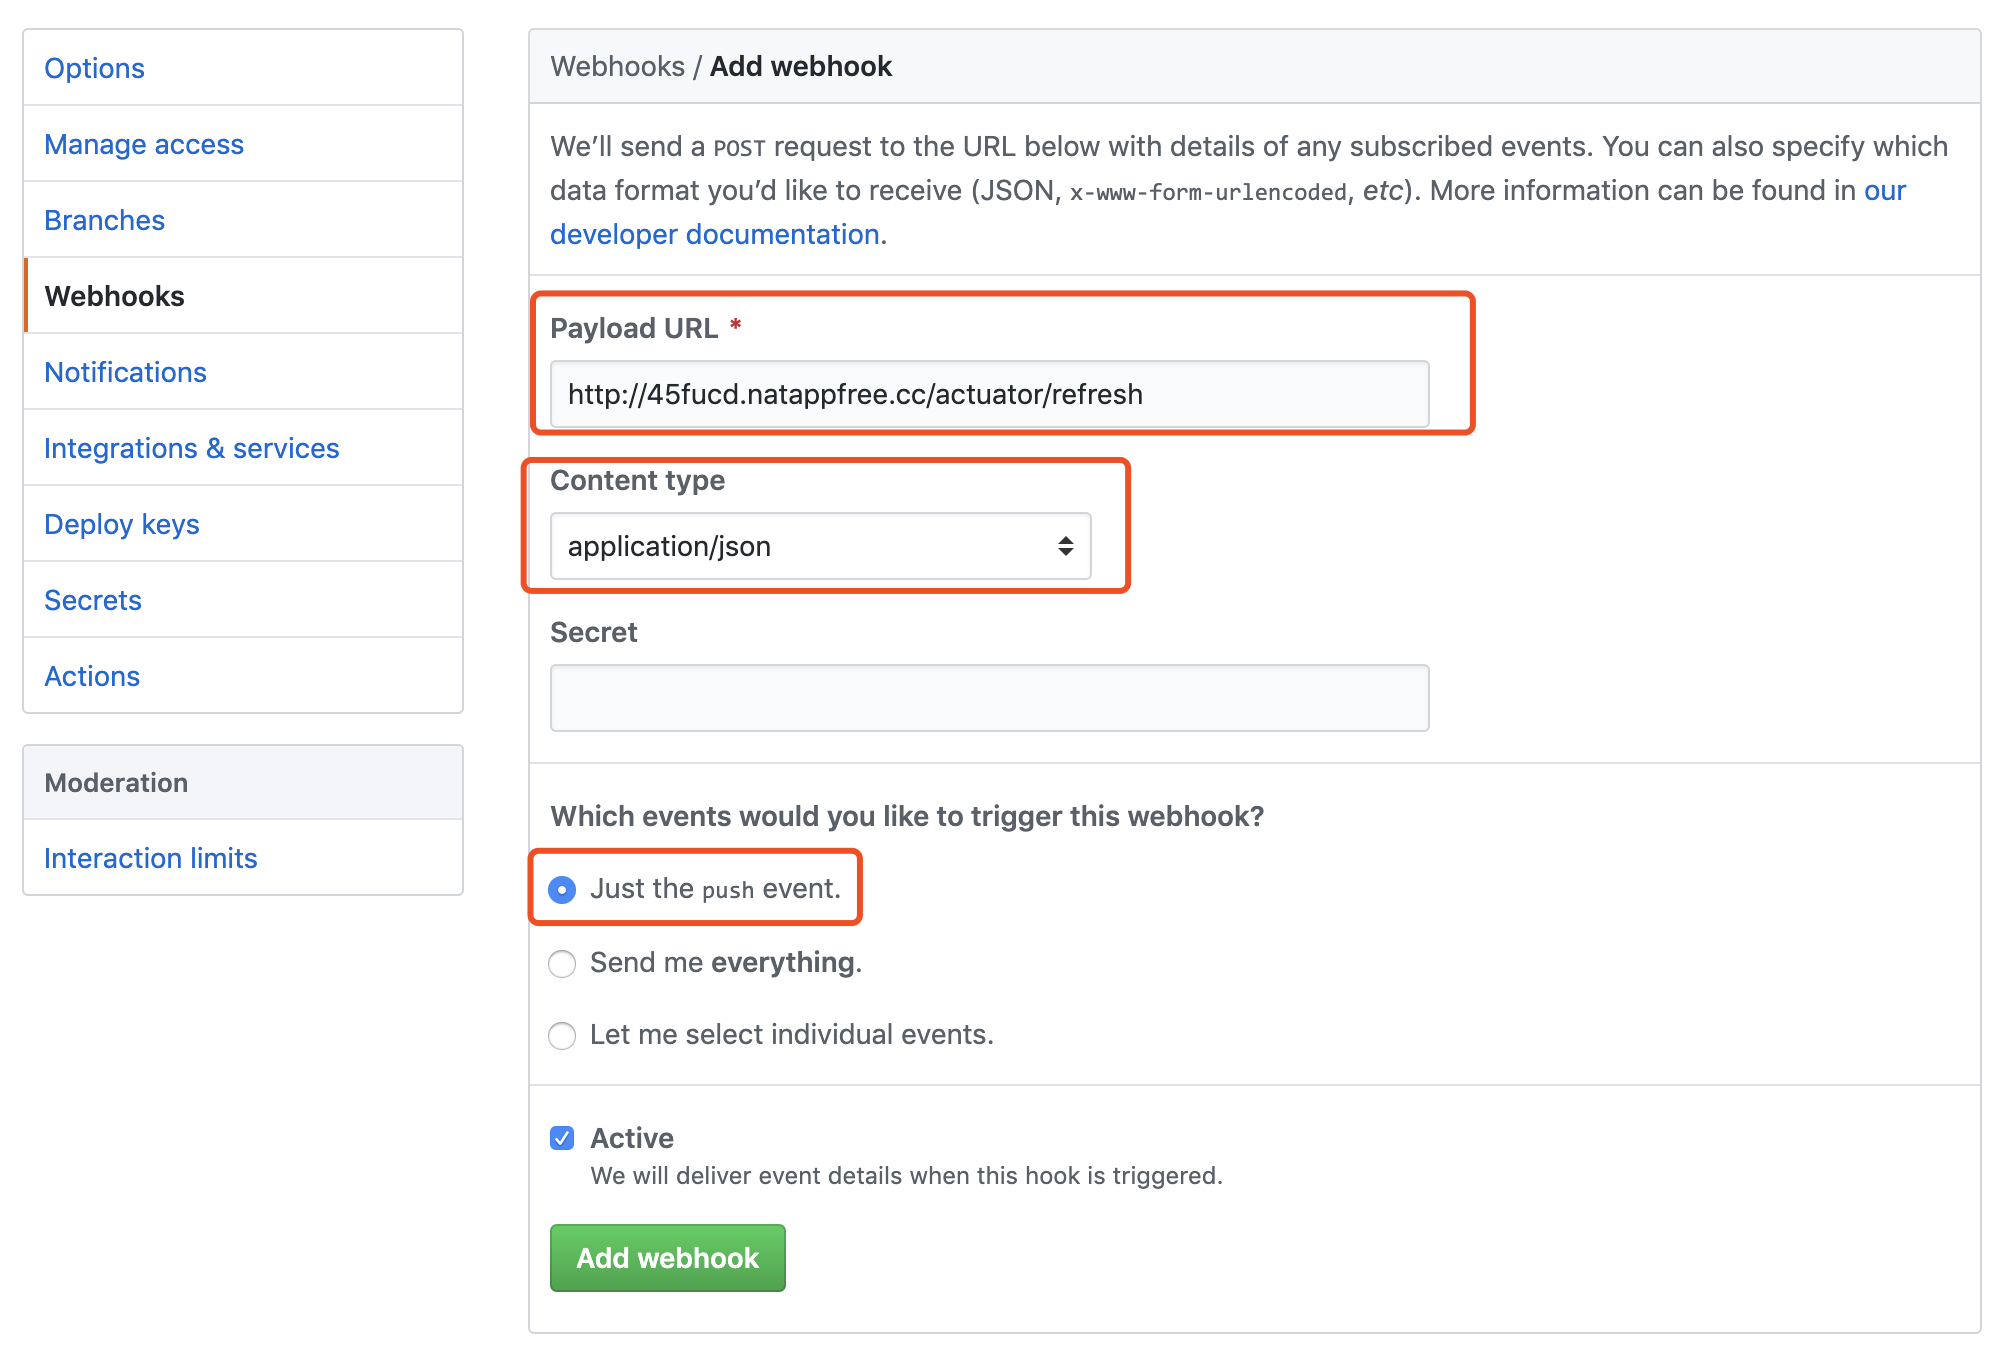 Options
Manage access
Branches
Webhooks
Notifications
Integrations & services
Deploy keys
Secrets
Actions
Moderation
Interaction limits
Webhooks / Add webhook
We’ll send a POST request to the URL below with details of any subscribed events. You can also specify which
data format you’d like to receive (JSON, x-www-form-urlencoded, etc). More information can be found in our
developer documentation.
Payload URL *
http://45fucd.natappfree.cc/actuator/refresh
Content type
application/json
Secret
Which events would you like to trigger this webhook?
Just the push event.
Send me everything.
Let me select individual events.
Active
We will deliver event details when this hook is triggered.
Add webhook